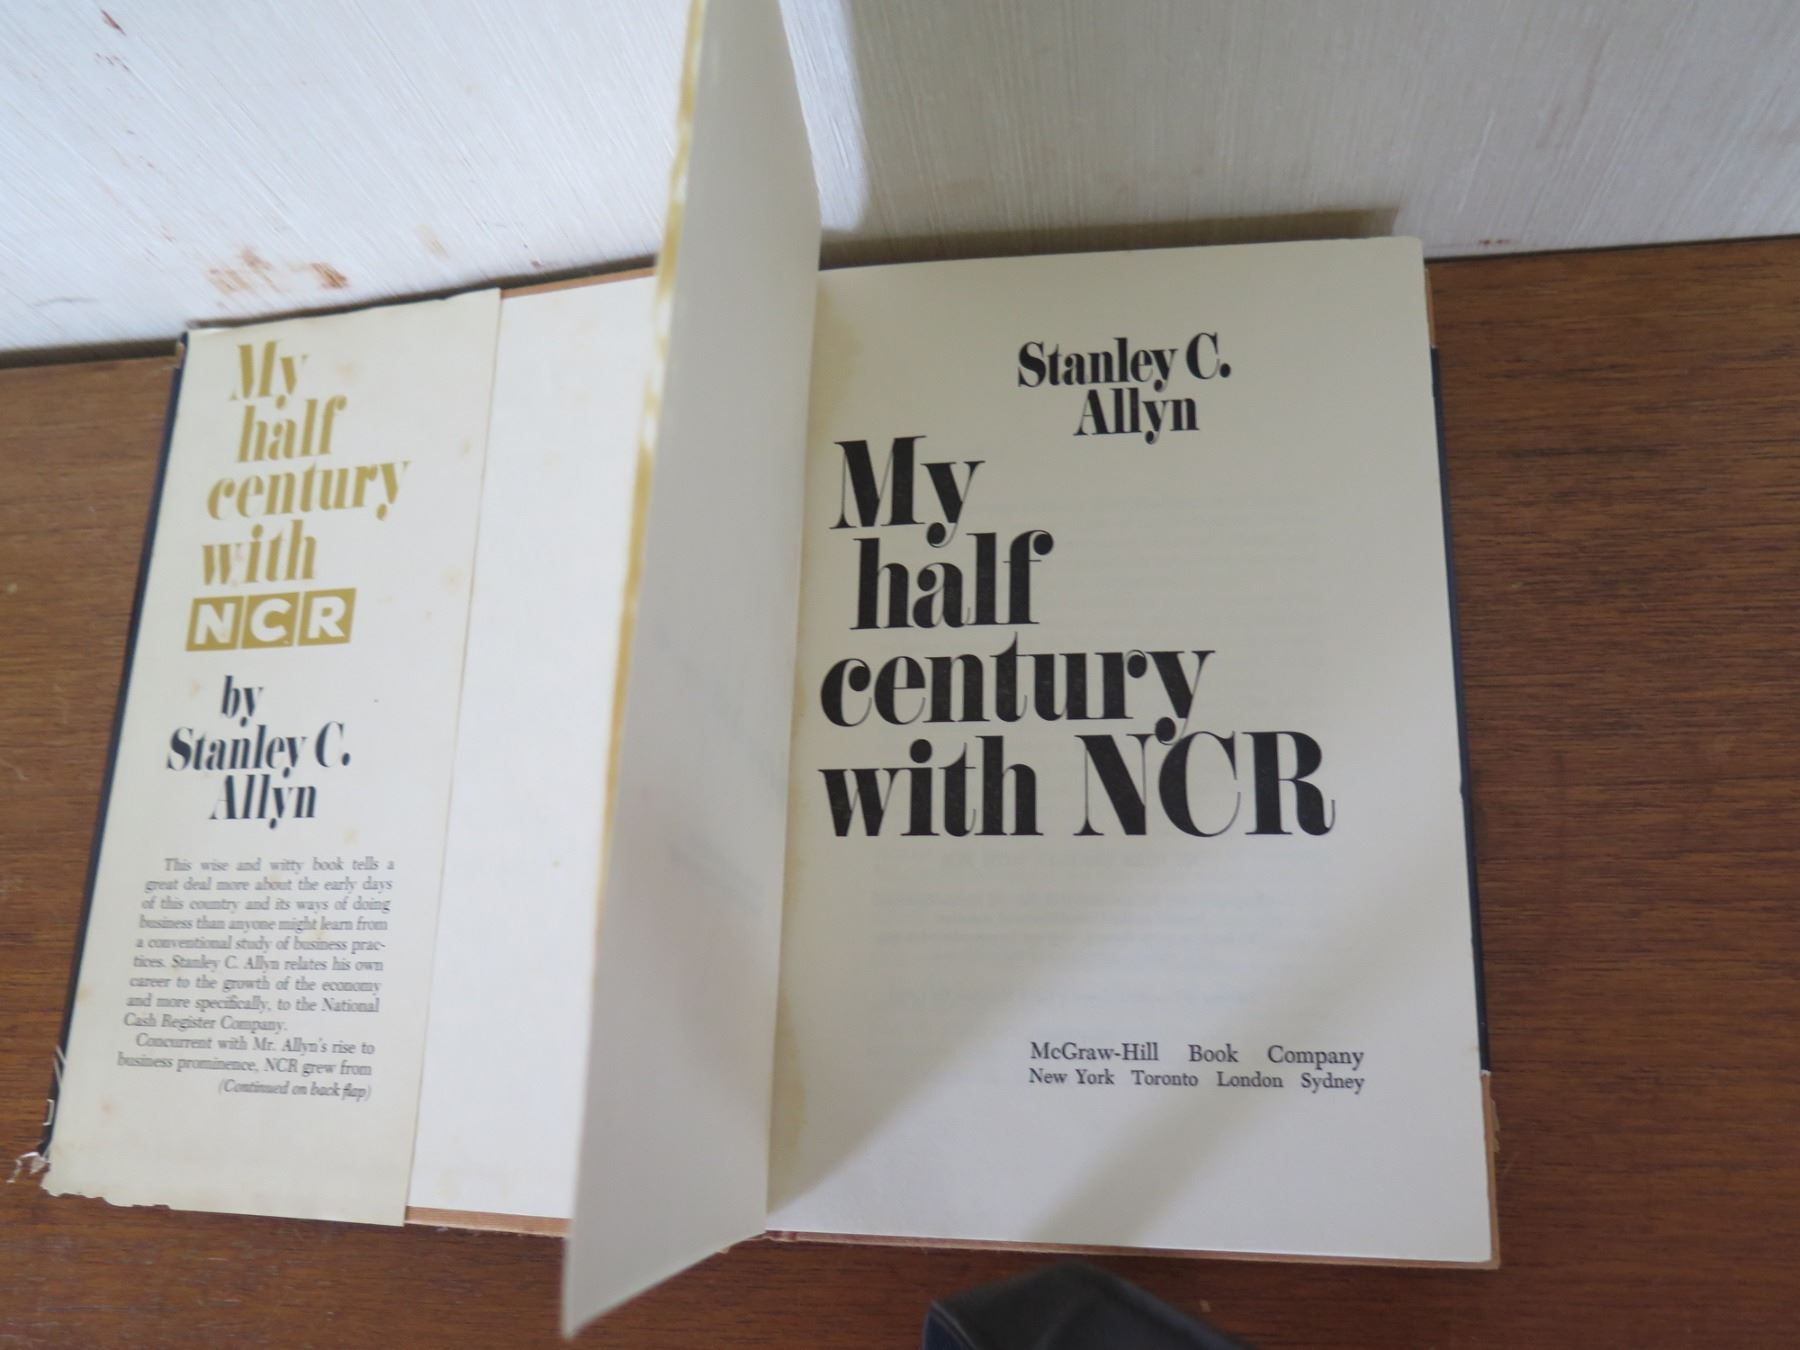 My
half
century
with
NCR
by
Stanley C.
Allyn
This wise and witty book tells a
great deal more about the early days
of this country and its ways of doing
business than anyone might learn from
a conventional study of business prac-
tices. Stanley C. Allyn relates his own
career to the growth of the economy
and more specifically, to the National
Cash Register Company.
Concurrent with Mr. Allyn's rise to
business prominence, NCR grew from
(Continued on back flap)
Stanley C.
Allyn
My
half
century
with NCR
McGraw-Hill Book Company
New York Toronto London Sydney